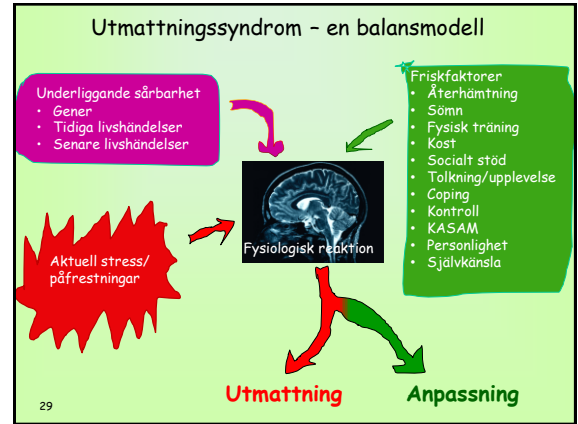 Utmattningssyndrom – en balansmodell
Underliggande sårbarhet
• Gener
• Tidiga livshändelser
• Senare livshändelser
Friskfaktorer
• Återhämtning
• Sömn
• Fysisk träning
• Kost
• Socialt stöd
• Tolkning/upplevelse
• Coping
• Kontroll
• KASAM
• Personlighet
• Självkänsla
Fysiologisk reaktion
Aktuell stress/
påfrestningar
Utmattning
Anpassning
29